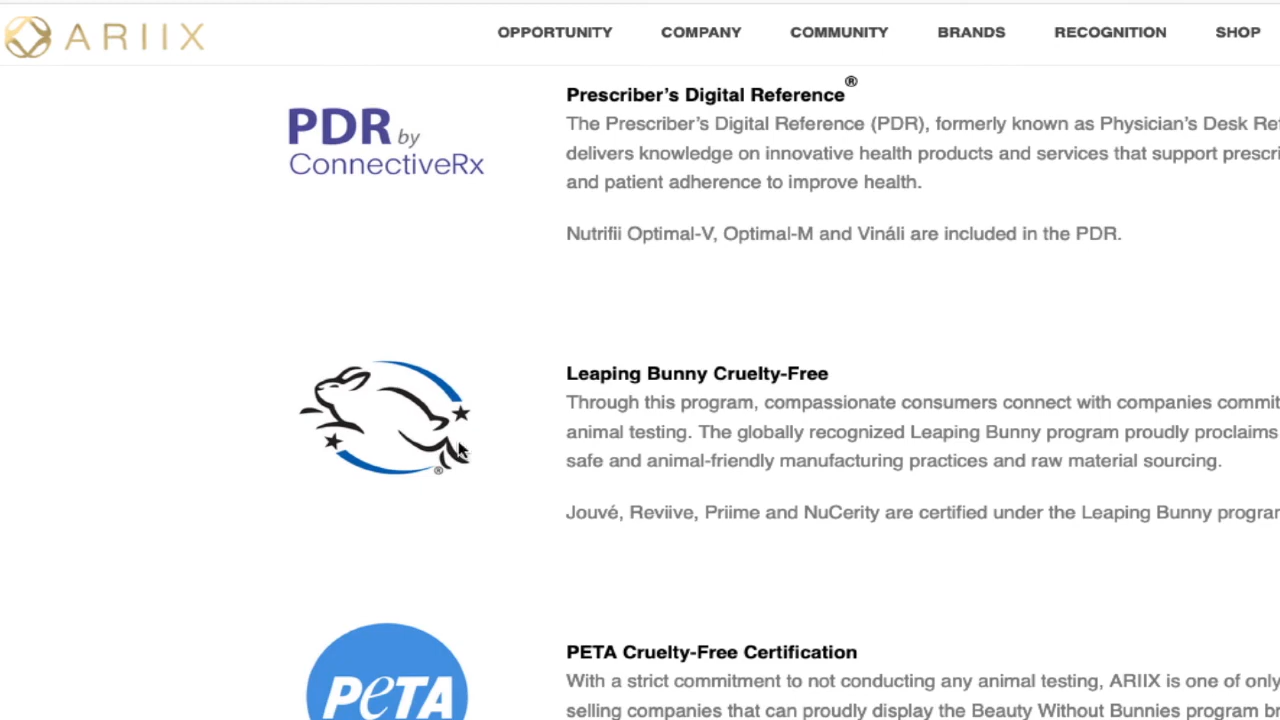 ARIIX
OPPORTUNITY COMPANY COMMUNITY BRANDS RECOGNITION SHOP
PDR by
ConnectiveRx
Prescriber's Digital Reference®
The Prescriber's Digital Reference (PDR), formerly known as Physician's Desk
delivers knowledge on innovative health products and services that support
and patient adherence to improve health.
Nutrifii Optimal-V, Optimal-M and Vináli are included in the PDR.
®
Leaping Bunny Cruelty-Free
Through this program, compassionate consumers connect with companies
animal testing. The globally recognized Leaping Bunny program proudly proclaims
safe and animal-friendly manufacturing practices and raw material sourcing.
Jouvé, Reviive, Priime and NuCerity are certified under the Leaping Bunny
PeTA
PETA Cruelty-Free Certification
With a strict commitment to not conducting any animal testing, ARIIX is one of only
selling companies that can proudly display the Beauty Without Bunnies program